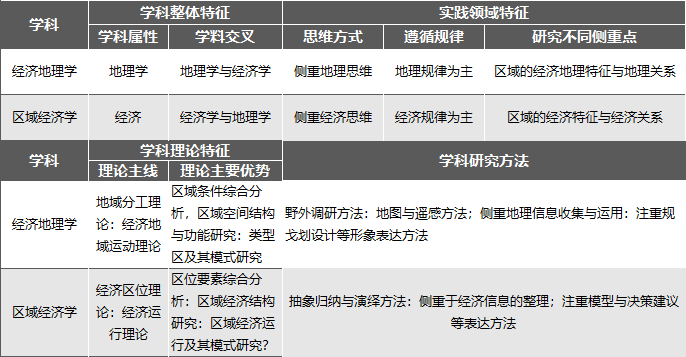 学科 学科整体特征 实践领域特征
学科属性 学料交叉 思维方式 遵循规律 研究不同侧重点
经济地理学 地理学 地理学与经济学 侧重地理思维 地理规律为主 区域的经济地理特征与地理关系
区域经济学 经济 经济学与地理学 侧重经济思维 经济规律为主 区域的经济特征与经济关系
学科 学科理论特征 学科研究方法
理论主线 理论主要优势
经济地理学
地域分工理
论：经济地
域运动理论
区域条件综合分
析，区域空间结构
与功能研究：类型
区及其模式研究
野外调研方法：地图与遥感方法；侧重地理信息收集与运用：注重规
戈划设计等形象表达方法
区域经济学
经济区位理
论：经济运
行理论
区位要素综合分
析：区域经济结构
研究：区域经济运
行及其模式研究？
抽象归纳与演绎方法：侧重于经济信息的整理；注重模型与决策建议
等表达方法